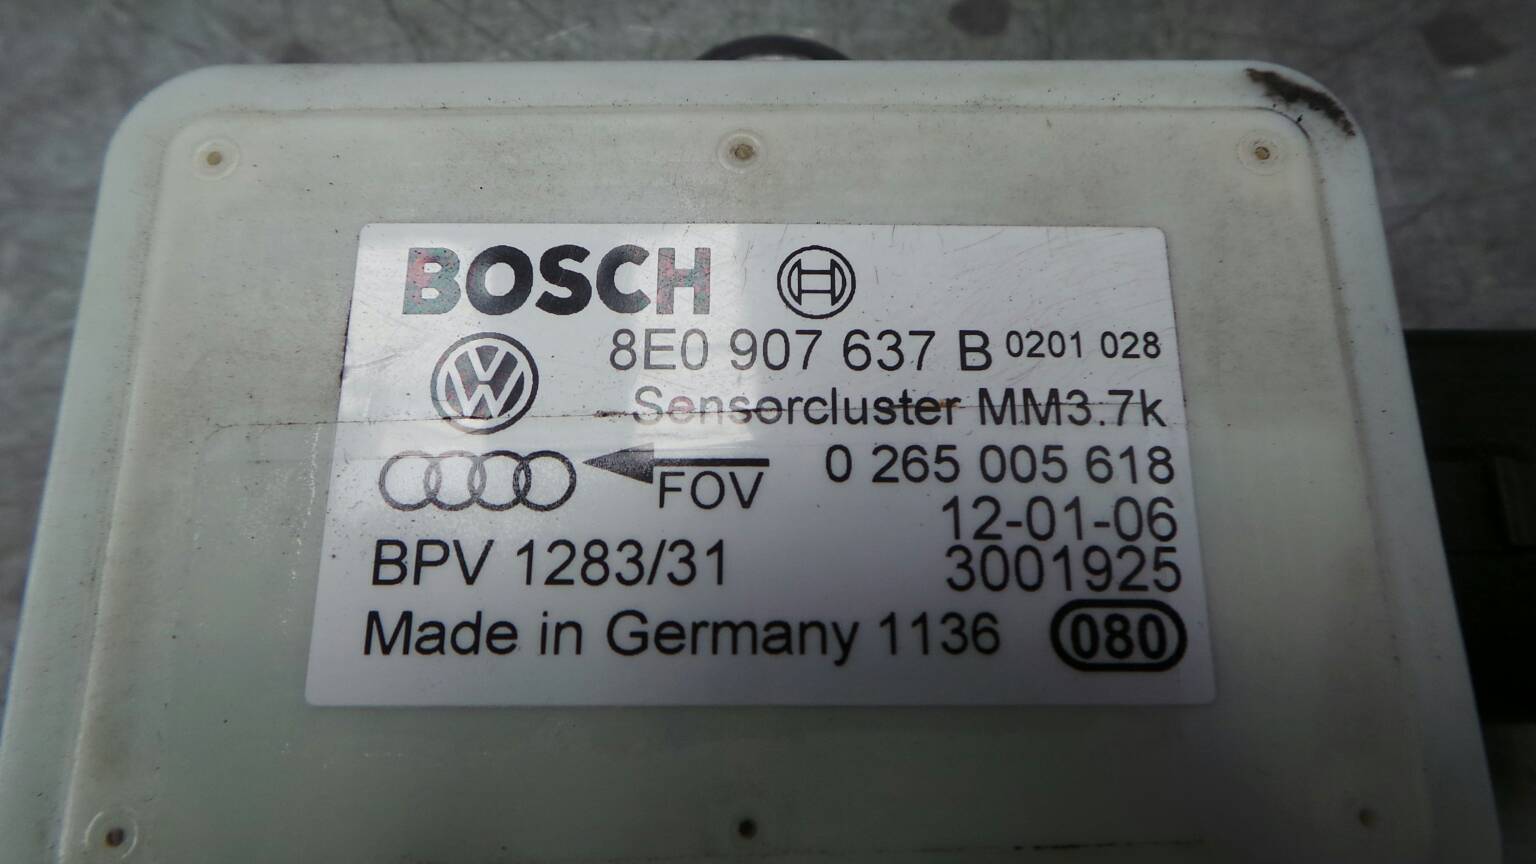 BOSCH
8E0 907 637 B 0201 028
Sensorcluster MM3.7k
FOV 0 265 005 618
12-01-06
BPV 1283/31 3001925
Made in Germany 1136 080